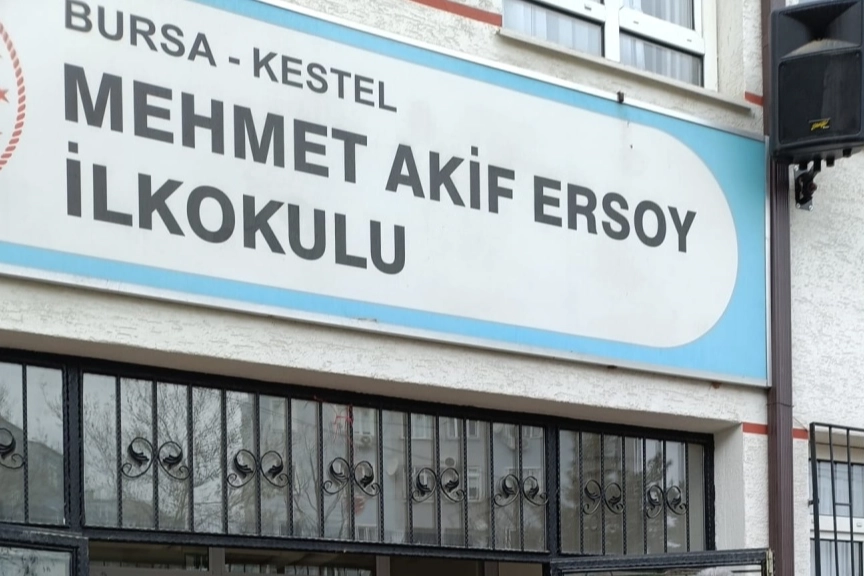 BURSA - KESTEL
MEHMET AKİF ERSOY
İLKOKULU